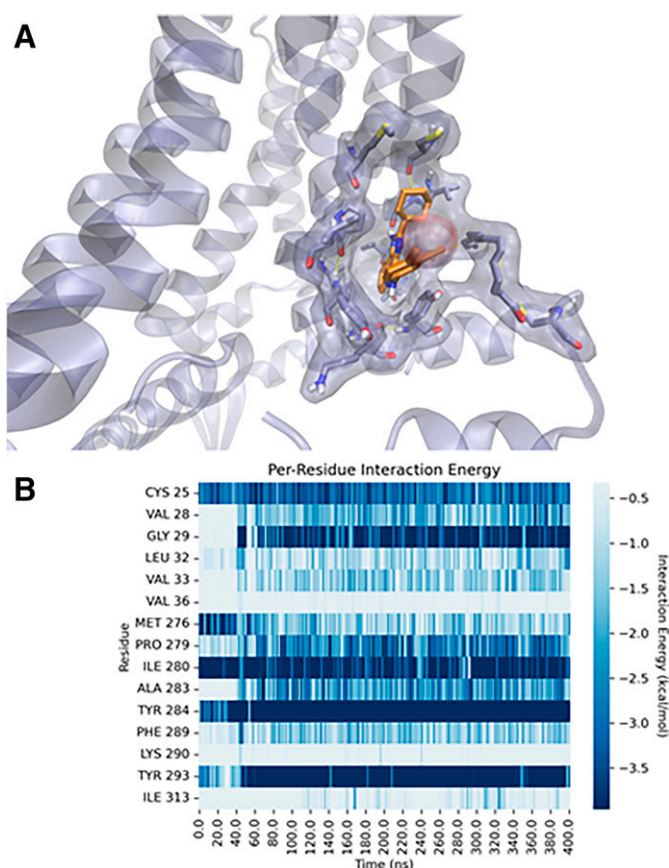 A
B
Per-Residue Interaction Energy
CYS 25
VAL 28
GLY 29
LEU 32
VAL 33
VAL 36
MET 276
PRO 279
ILE 280
ALA 283
TYR 284
PHE 289
LYS 290
TYR 293
ILE 313
Residue
0.0
20.0
40.0
60.0
80.0
100.0
120.0
140.0
160.0
180.0
200.0
220.0
240.0
260.0
280.0
300.0
320.0
340.0
360.0
380.0
400.0
Time (ns)
−0.5
−1.0
−1.5
−2.0
−2.5
−3.0
−3.5
Interaction Energy (kcal/mol)